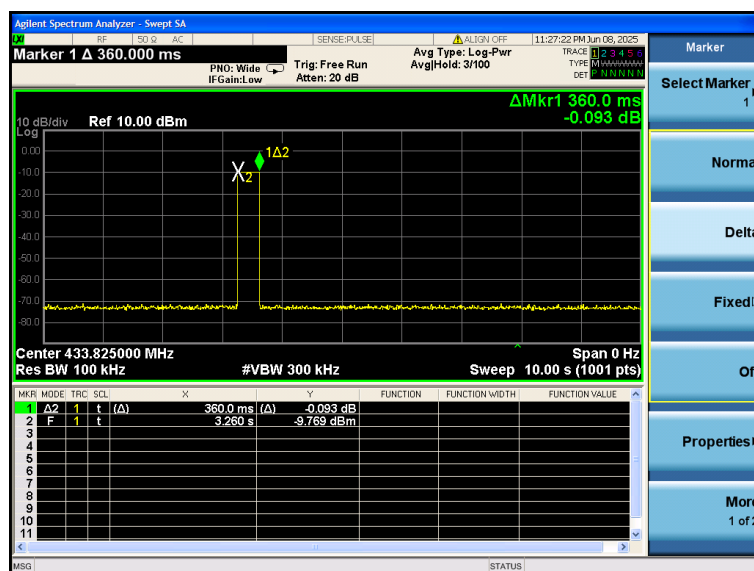 Agilent Spectrum Analyzer - Swept SA
LXI RF 50 Ω AC SENSE:PULSE ALIGN OFF 11:27:22 PM Jun 08, 2025
Marker 1 Δ 360.000 ms
PNO: Wide
IFGain:Low
Trig: Free Run
Atten: 20 dB
Avg Type: Log-Pwr
Avg|Hold: 3/100
TRACE 1 2 3 4 5 6
TYPE M
DET P N N N N N
ΔMkr1 360.0 ms
-0.093 dB
10 dB/div Ref 10.00 dBm
Log
0.00
-10.0
-20.0
-30.0
-40.0
-50.0
-60.0
-70.0
-80.0
1Δ2
X2
Center 433.825000 MHz Span 0 Hz
Res BW 100 kHz #VBW 300 kHz Sweep 10.00 s (1001 pts)
MKR MODE TRC SCL X Y FUNCTION FUNCTION WIDTH FUNCTION VALUE
1 Δ2 1 t (Δ) 360.0 ms (Δ) -0.093 dB
2 F 1 t 3.260 s -9.769 dBm
3
4
5
6
7
8
9
10
11
MSG STATUS
Marker
Select Marker
1
Norma
Delta
Fixed
Of
Properties
More
1 of 2